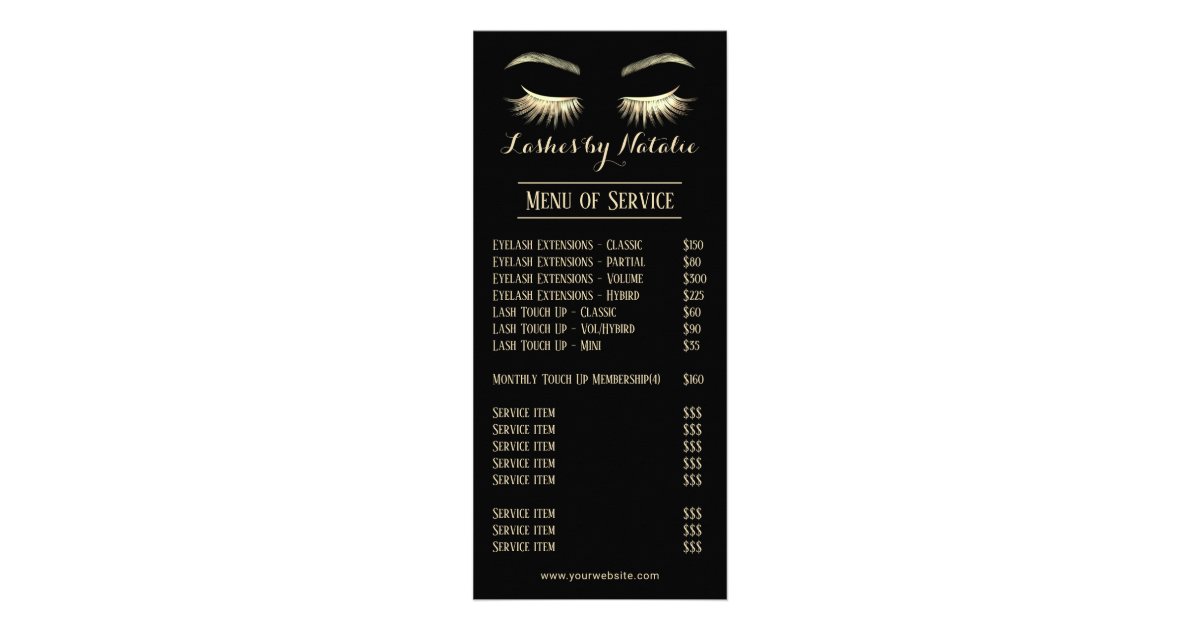 Lashes by Natalie
Menu of Service
Eyelash Extensions - Classic $150
Eyelash Extensions - Partial $80
Eyelash Extensions - Volume $300
Eyelash Extensions - Hybird $225
Lash Touch Up - Classic $60
Lash Touch Up - Vol/Hybird $90
Lash Touch Up - Mini $35
Monthly Touch Up Membership(4) $160
Service item $$$
Service item $$$
Service item $$$
Service item $$$
Service item $$$
Service item $$$
Service item $$$
Service item $$$
www.yourwebsite.com